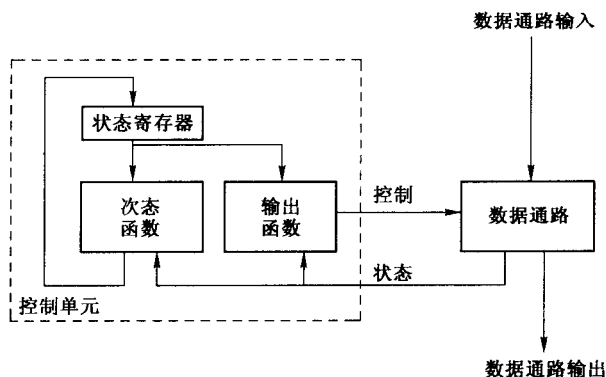 数据通路输入
状态寄存器
次态
函数
输出
函数
控制
数据通路
状态
控制单元
数据通路输出